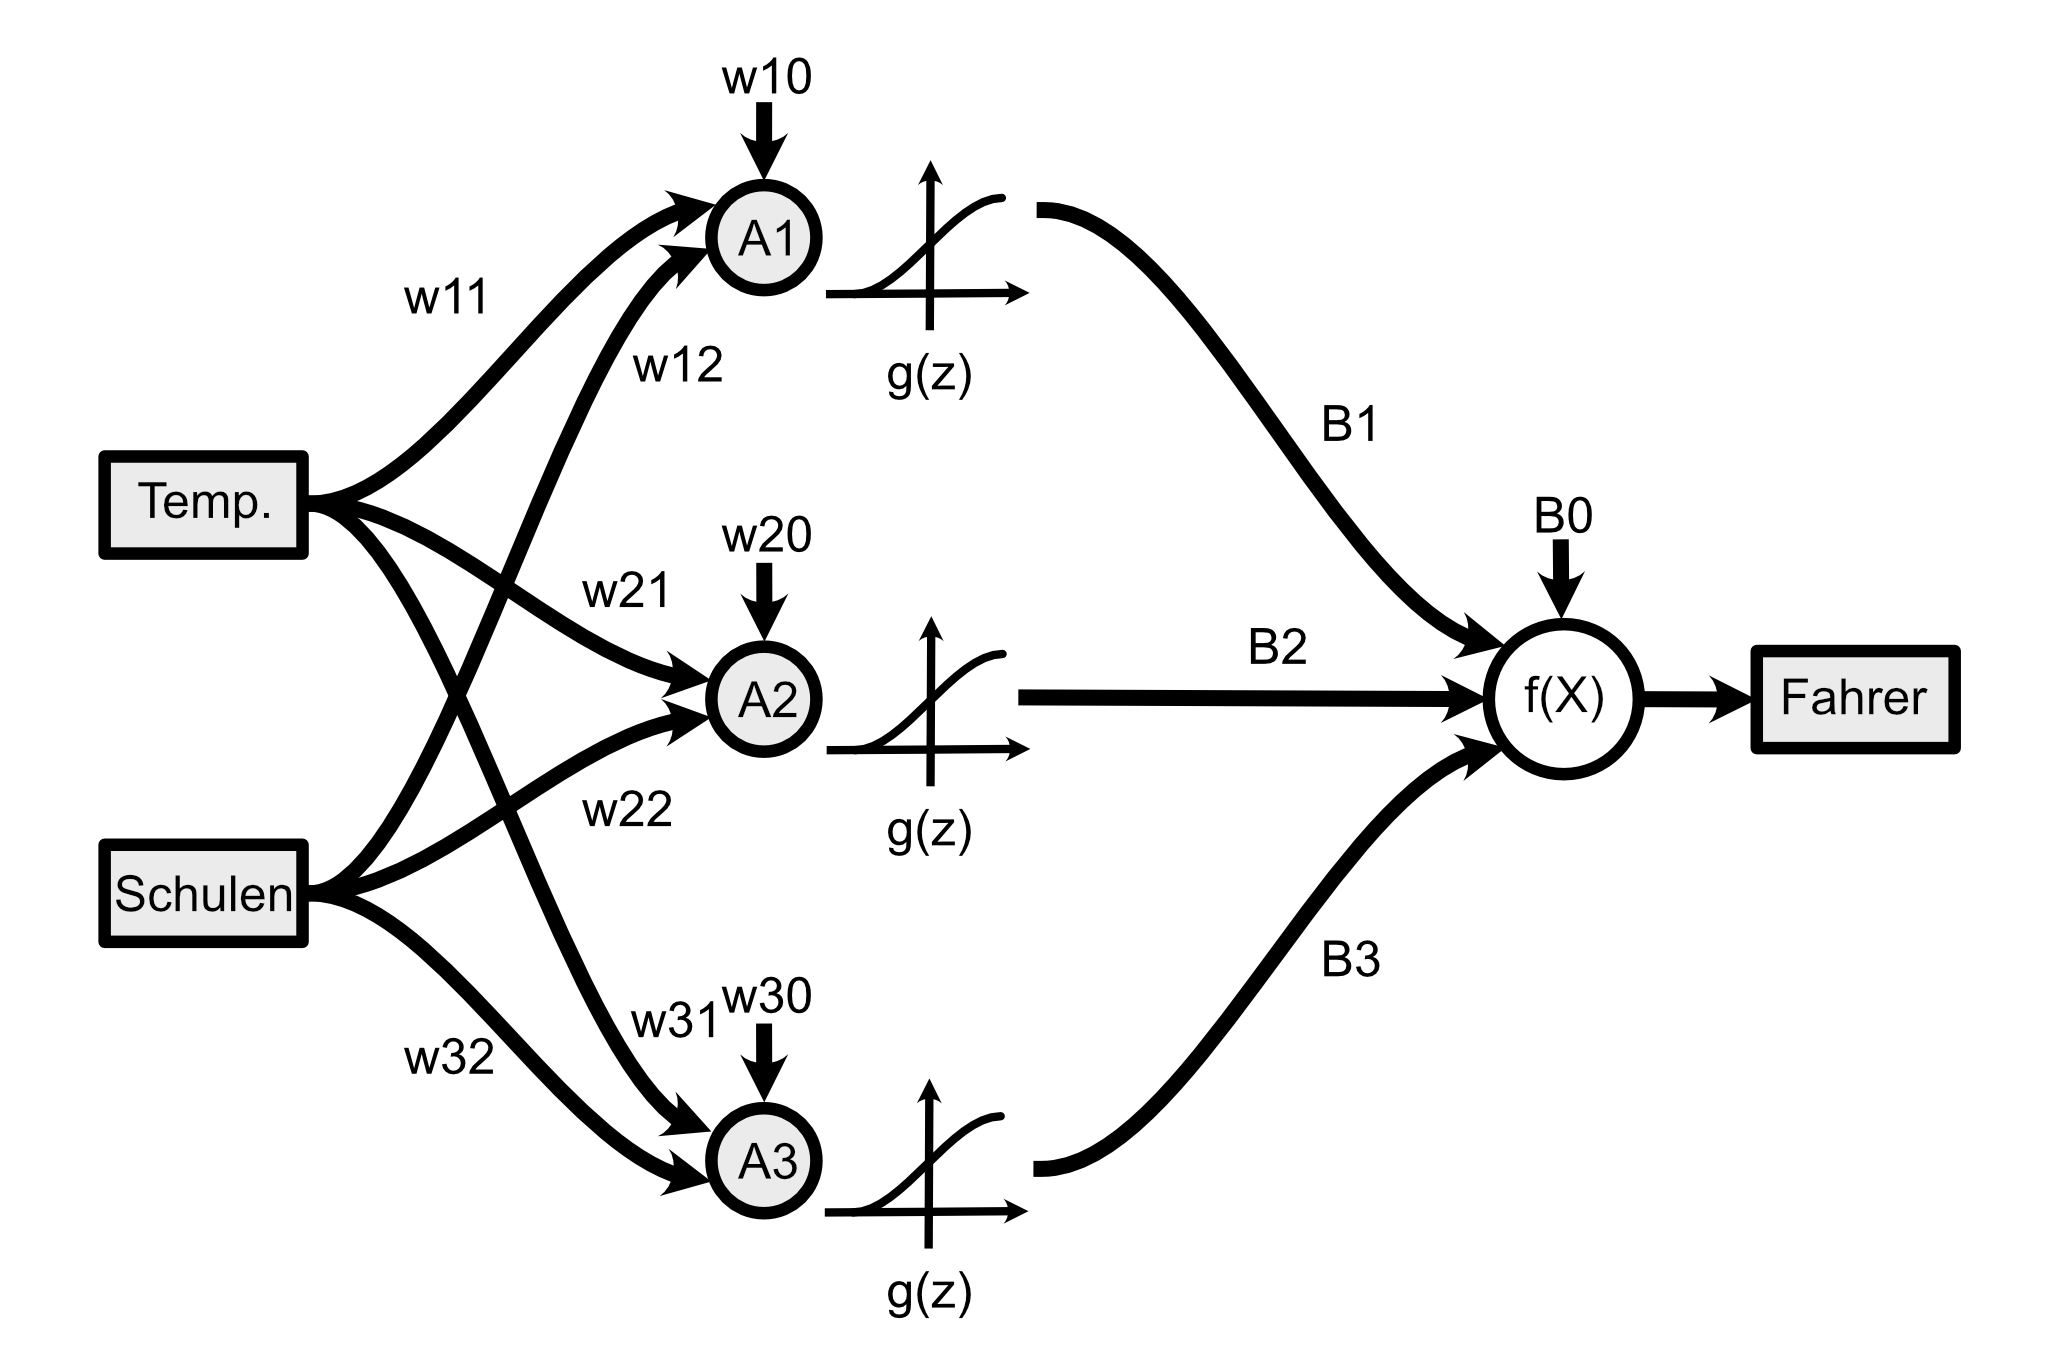 w10
A1
w11
w12
g(z)
B1
Temp.
w20
B0
w21
B2
A2
f(X)
Fahrer
w22
g(z)
Schulen
B3
w30
w31
w32
A3
g(z)